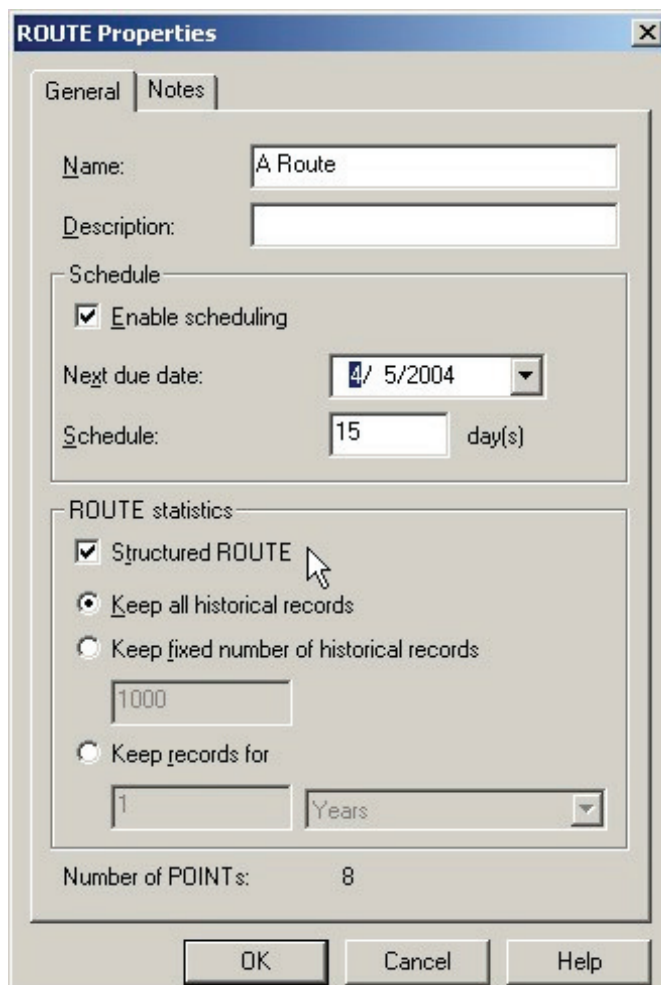 ROUTE Properties
General Notes
Name: A Route
Description:
Schedule
Enable scheduling
Next due date: 4/ 5/2004
Schedule: 15 day(s)
ROUTE statistics
Structured ROUTE
Keep all historical records
Keep fixed number of historical records
1000
Keep records for
1 Years
Number of POINTs: 8
OK Cancel Help